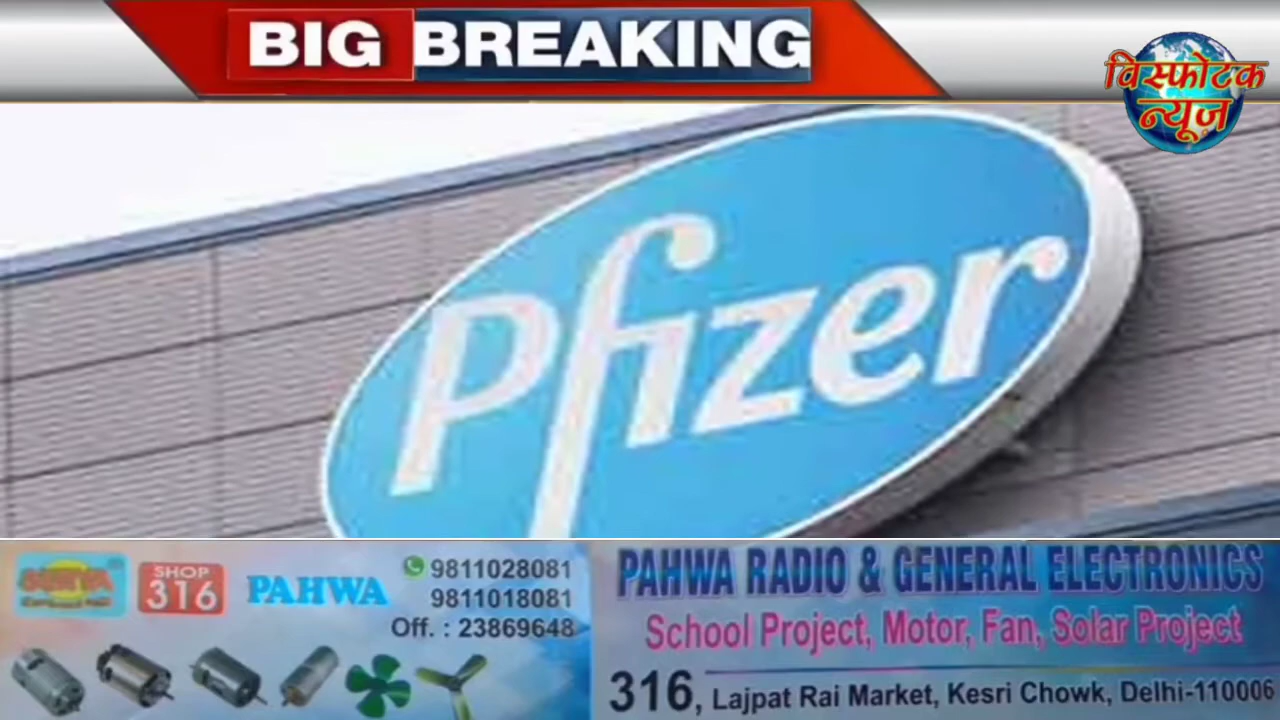 BIG BREAKING
विस्फोटक
न्यूज़
Pfizer
SHOP
316
PAHWA
9811028081
9811018081
Off. : 23869648
PAHWA RADIO & GENERAL ELECTRONICS
School Project, Motor, Fan, Solar Project
316, Lajpat Rai Market, Kesri Chowk, Delhi-110006